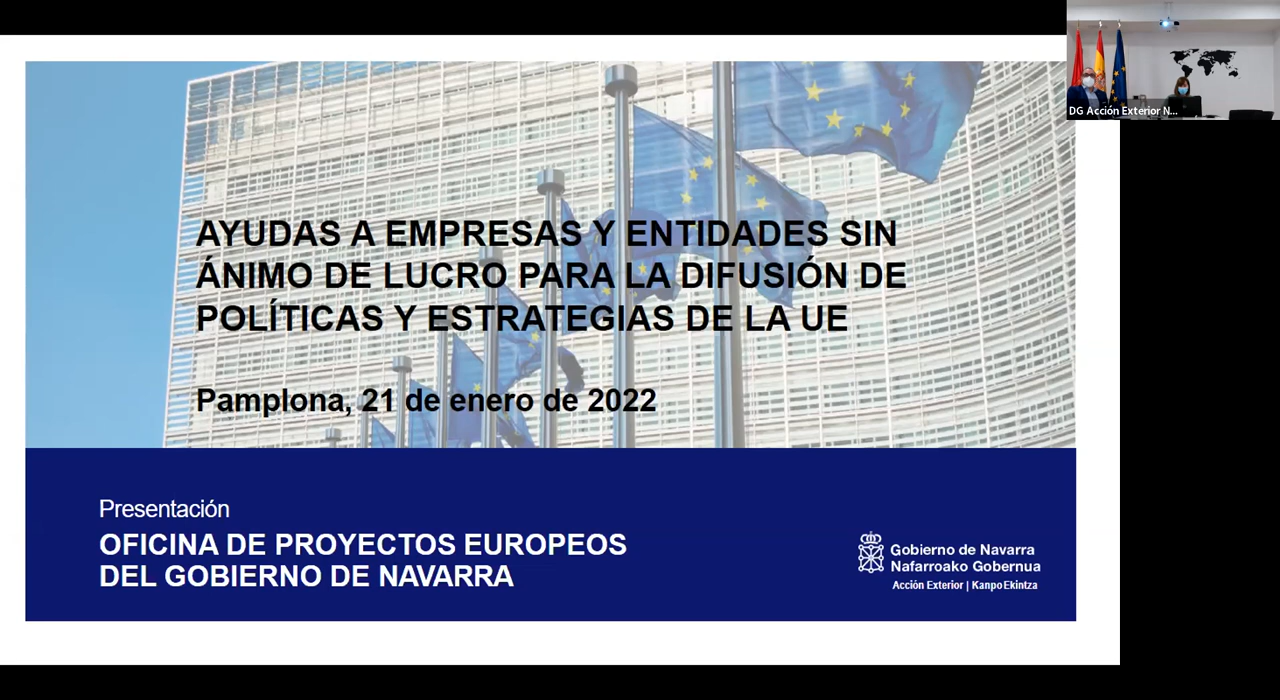 AYUDAS A EMPRESAS Y ENTIDADES SIN
ÁNIMO DE LUCRO PARA LA DIFUSIÓN DE
POLÍTICAS Y ESTRATEGIAS DE LA UE
Pamplona, 21 de enero de 2022
Presentación
OFICINA DE PROYECTOS EUROPEOS
DEL GOBIERNO DE NAVARRA
Gobierno de Navarra
Nafarroako Gobernua
Acción Exterior | Kanpo Ekintza
DG Acción Exterior N...